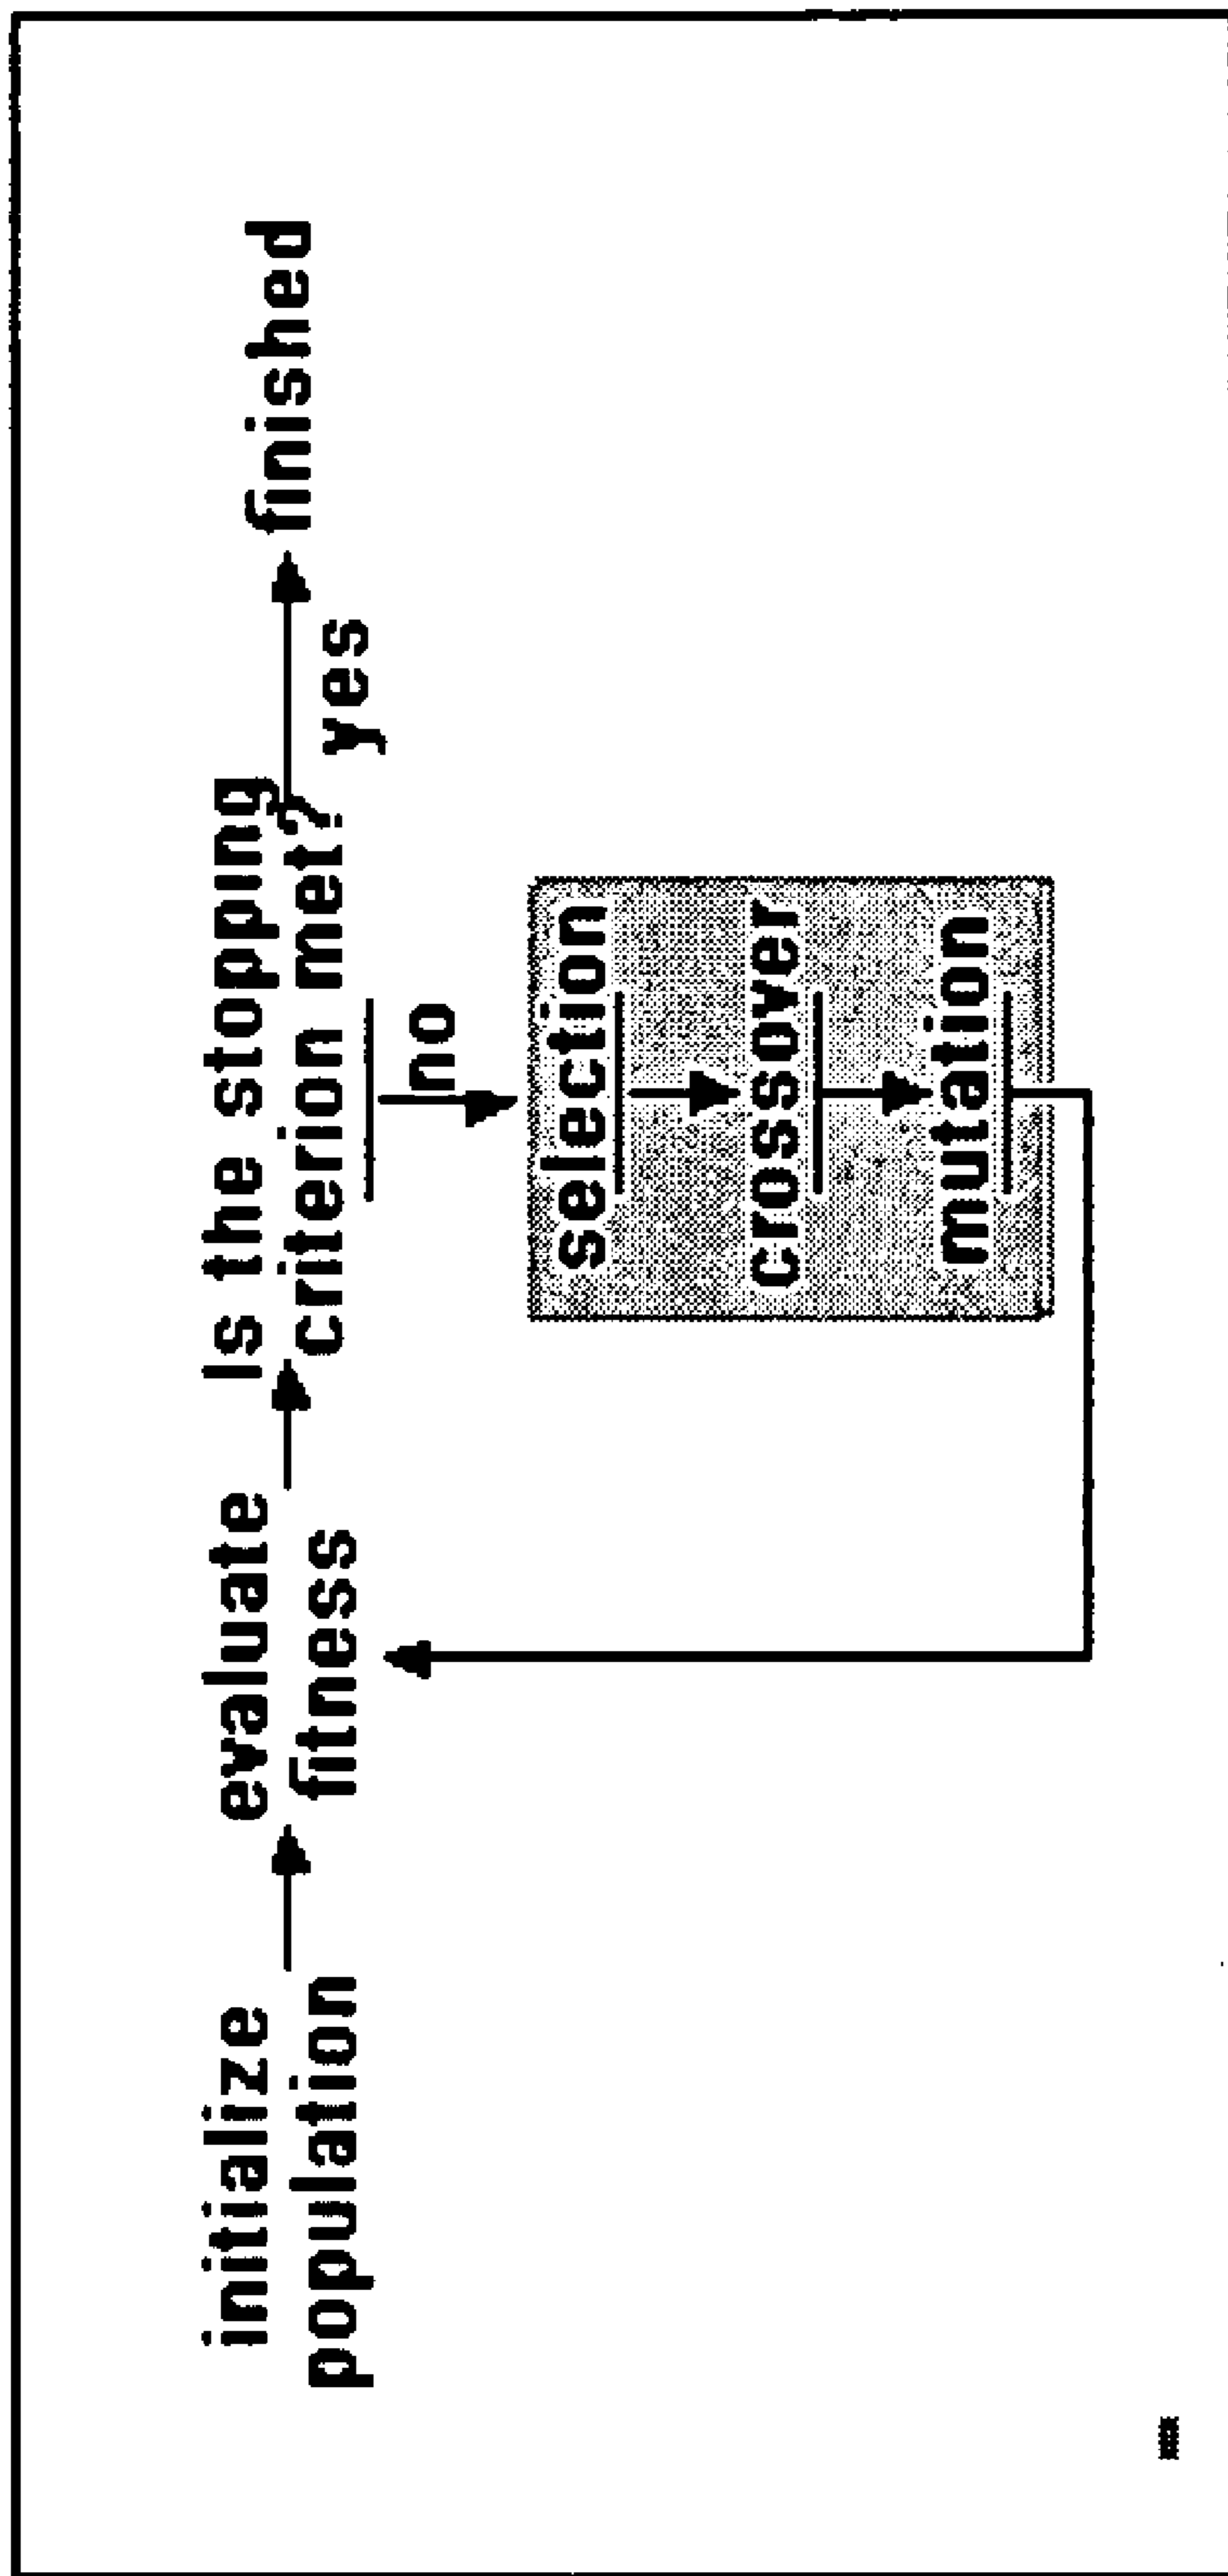 initialize
population
evaluate
fitness
Is the stopping
criterion met?
yes
finished
no
selection
crossover
mutation